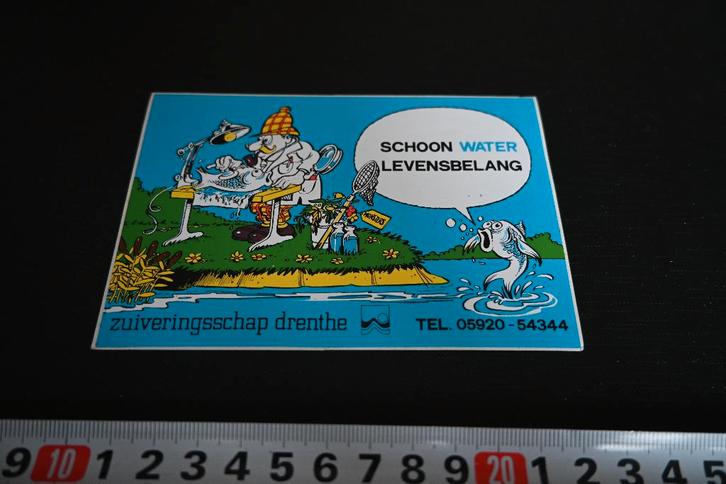 SCHOON WATER
LEVENSBELANG
zuiveringsschap drenthe
TEL. 05920-54344
9 10 1 2 3 4 5 6 7 8 9 20 1 2 3 4 5